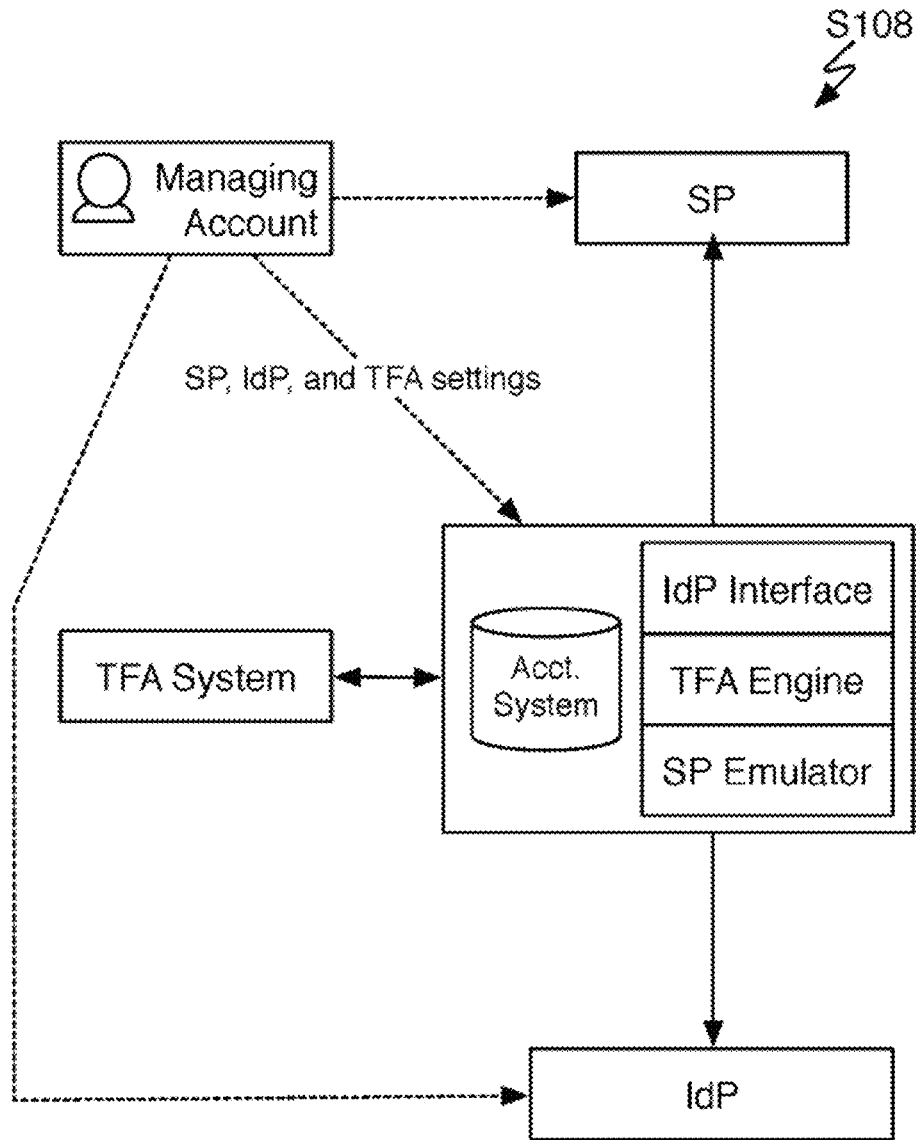 S108
Managing
Account
SP
SP, IdP, and TFA settings
IdP Interface
TFA System
Acct.
System
TFA Engine
SP Emulator
IdP